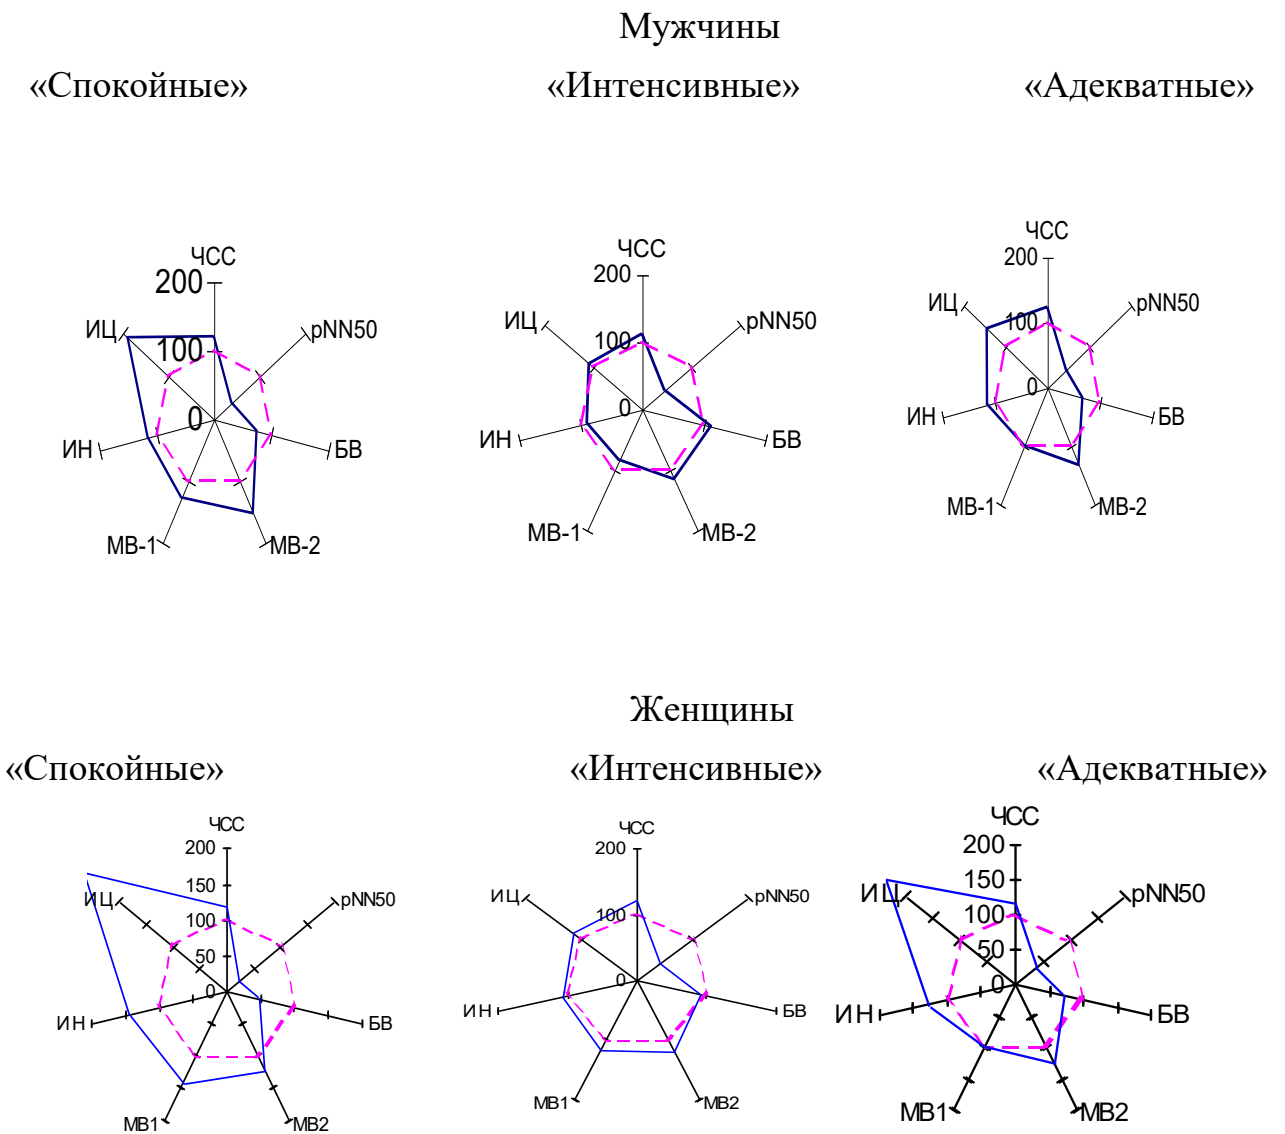 Мужчины
«Спокойные» «Интенсивные» «Адекватные»
ЧСС
200
ИЦ
pNN50
100
0
ИН
БВ
МВ-1
МВ-2
ЧСС
200
ИЦ
pNN50
100
0
ИН
БВ
МВ-1
МВ-2
ЧСС
200
ИЦ
pNN50
100
0
ИН
БВ
МВ-1
МВ-2
Женщины
«Спокойные» «Интенсивные» «Адекватные»
ЧСС
200
150
ИЦ
pNN50
100
50
0
ИН
БВ
МВ1
МВ2
ЧСС
200
ИЦ
pNN50
100
0
ИН
БВ
МВ1
МВ2
ЧСС
200
150
ИЦ
pNN50
100
50
0
ИН
БВ
МВ1
МВ2